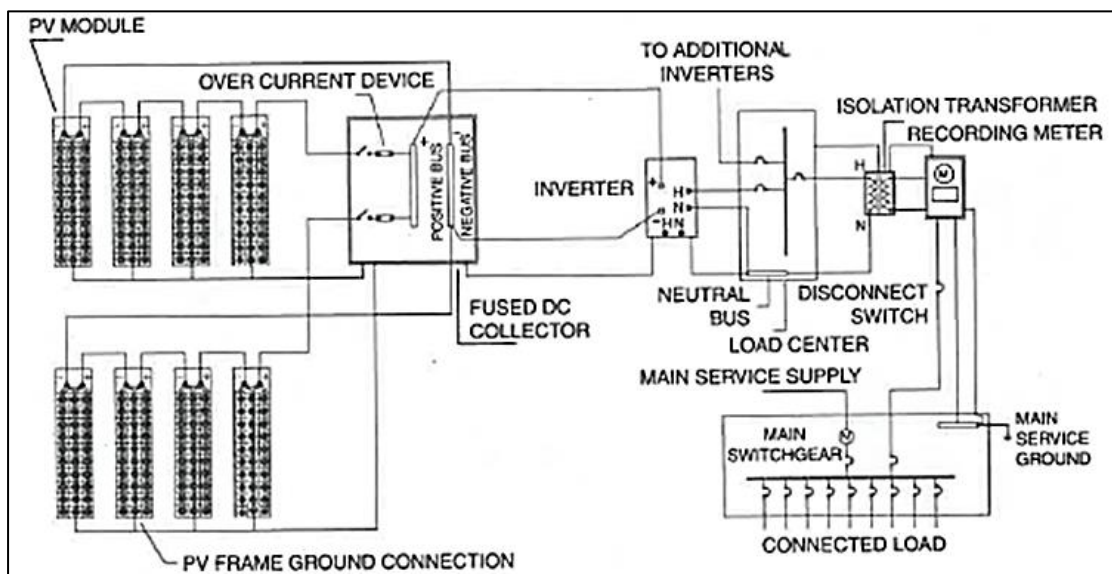 PV MODULE
OVER CURRENT DEVICE
+
-
POSITIVE BUS
NEGATIVE BUS
FUSED DC
COLLECTOR
PV FRAME GROUND CONNECTION
INVERTER
+
H
N
-HN
TO ADDITIONAL
INVERTERS
H
N
ISOLATION TRANSFORMER
RECORDING METER
M
NEUTRAL
BUS
DISCONNECT
SWITCH
LOAD CENTER
MAIN SERVICE SUPPLY
MAIN
SWITCHGEAR
M
MAIN
SERVICE
GROUND
CONNECTED LOAD